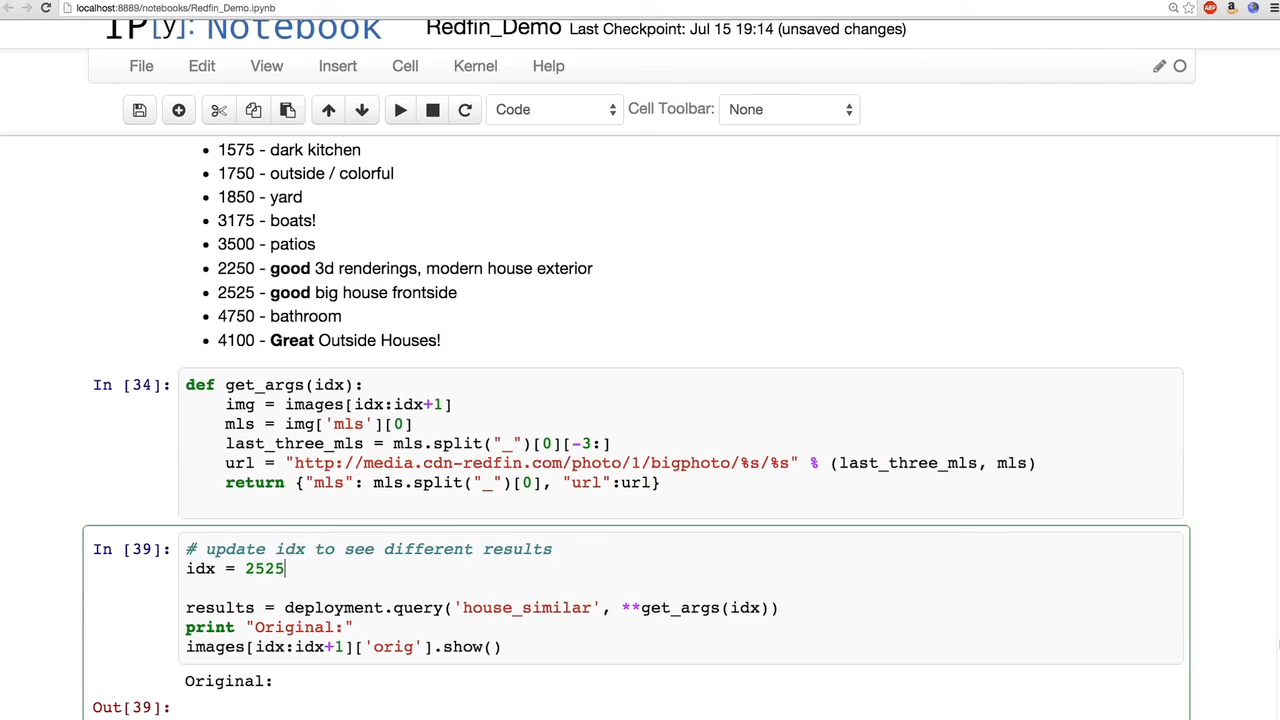 localhost:8889/notebooks/Redfin_Demo.ipynb
ABP
IP[y]: Notebook Redfin_Demo Last Checkpoint: Jul 15 19:14 (unsaved changes)
File Edit View Insert Cell Kernel Help
Code Cell Toolbar: None
• 1575 - dark kitchen
• 1750 - outside / colorful
• 1850 - yard
• 3175 - boats!
• 3500 - patios
• 2250 - good 3d renderings, modern house exterior
• 2525 - good big house frontside
• 4750 - bathroom
• 4100 - Great Outside Houses!
In [34]: def get_args(idx):
    img = images[idx:idx+1]
    mls = img['mls'][0]
    last_three_mls = mls.split("_")[0][-3:]
    url = "http://media.cdn-redfin.com/photo/1/bigphoto/%s/%s" % (last_three_mls, mls)
    return {"mls": mls.split("_")[0], "url":url}
In [39]: # update idx to see different results
idx = 2525
results = deployment.query('house_similar', **get_args(idx))
print "Original:"
images[idx:idx+1]['orig'].show()
Original:
Out[39]: